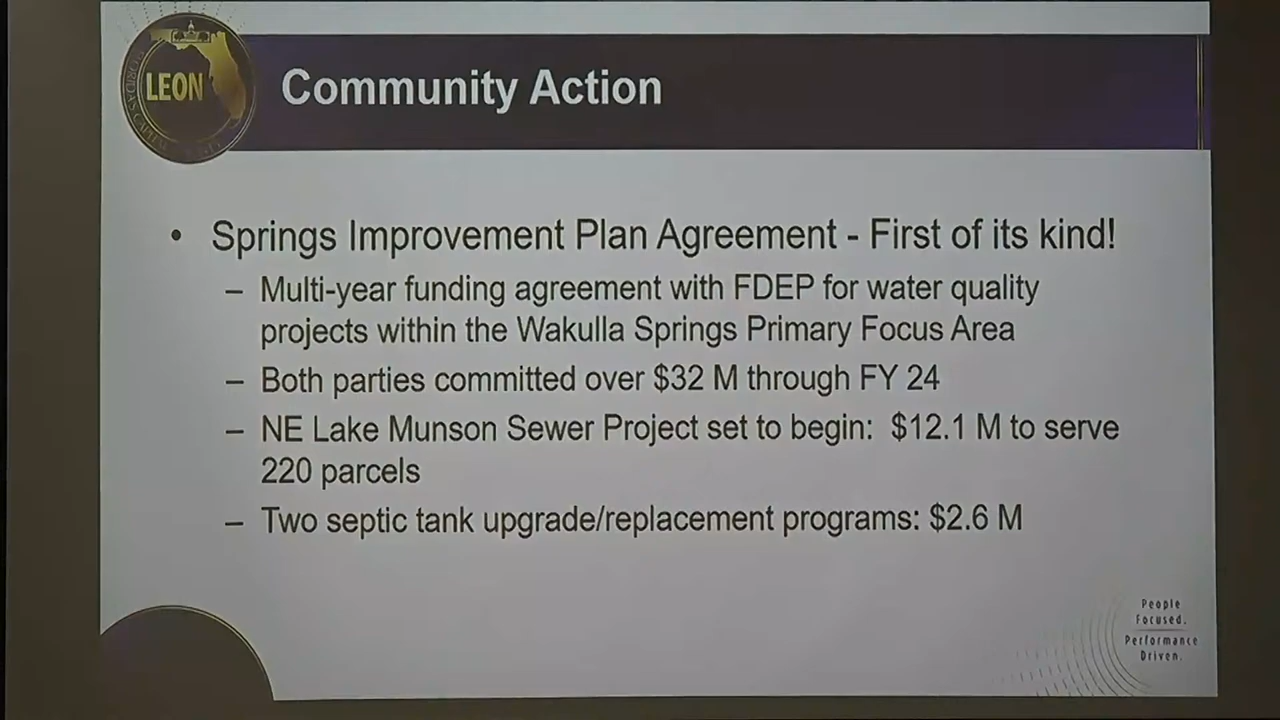 LEON
Community Action
• Springs Improvement Plan Agreement - First of its kind!
– Multi-year funding agreement with FDEP for water quality
projects within the Wakulla Springs Primary Focus Area
– Both parties committed over $32 M through FY 24
– NE Lake Munson Sewer Project set to begin: $12.1 M to serve
220 parcels
– Two septic tank upgrade/replacement programs: $2.6 M
People
Focused.
Performance
Driven.